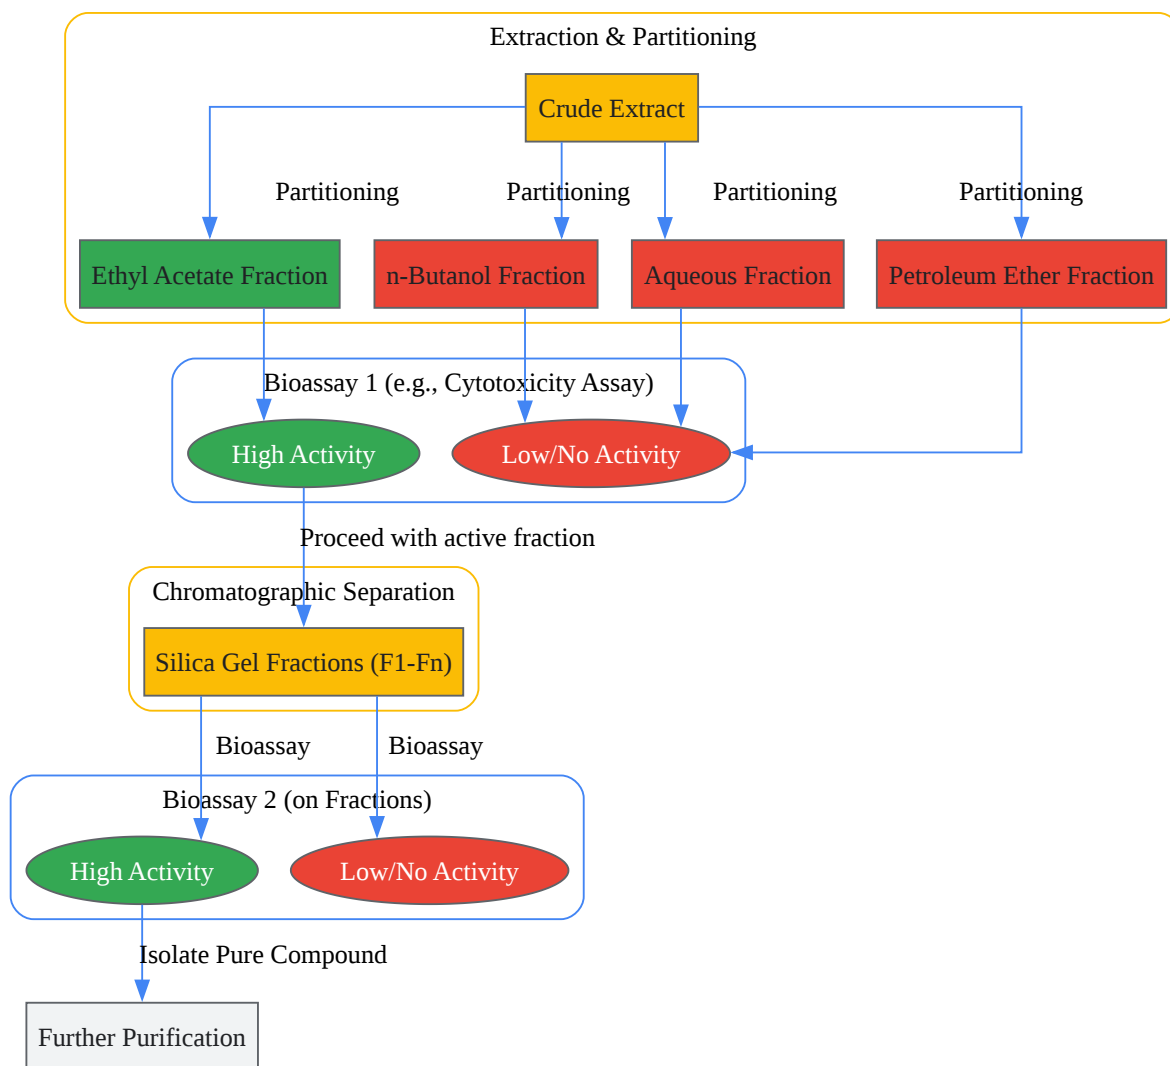 Extraction & Partitioning
Crude Extract
Partitioning
Partitioning
Partitioning
Partitioning
Ethyl Acetate Fraction
n-Butanol Fraction
Aqueous Fraction
Petroleum Ether Fraction
Bioassay 1 (e.g., Cytotoxicity Assay)
High Activity
Low/No Activity
Proceed with active fraction
Chromatographic Separation
Silica Gel Fractions (F1-Fn)
Bioassay
Bioassay
Bioassay 2 (on Fractions)
High Activity
Low/No Activity
Isolate Pure Compound
Further Purification